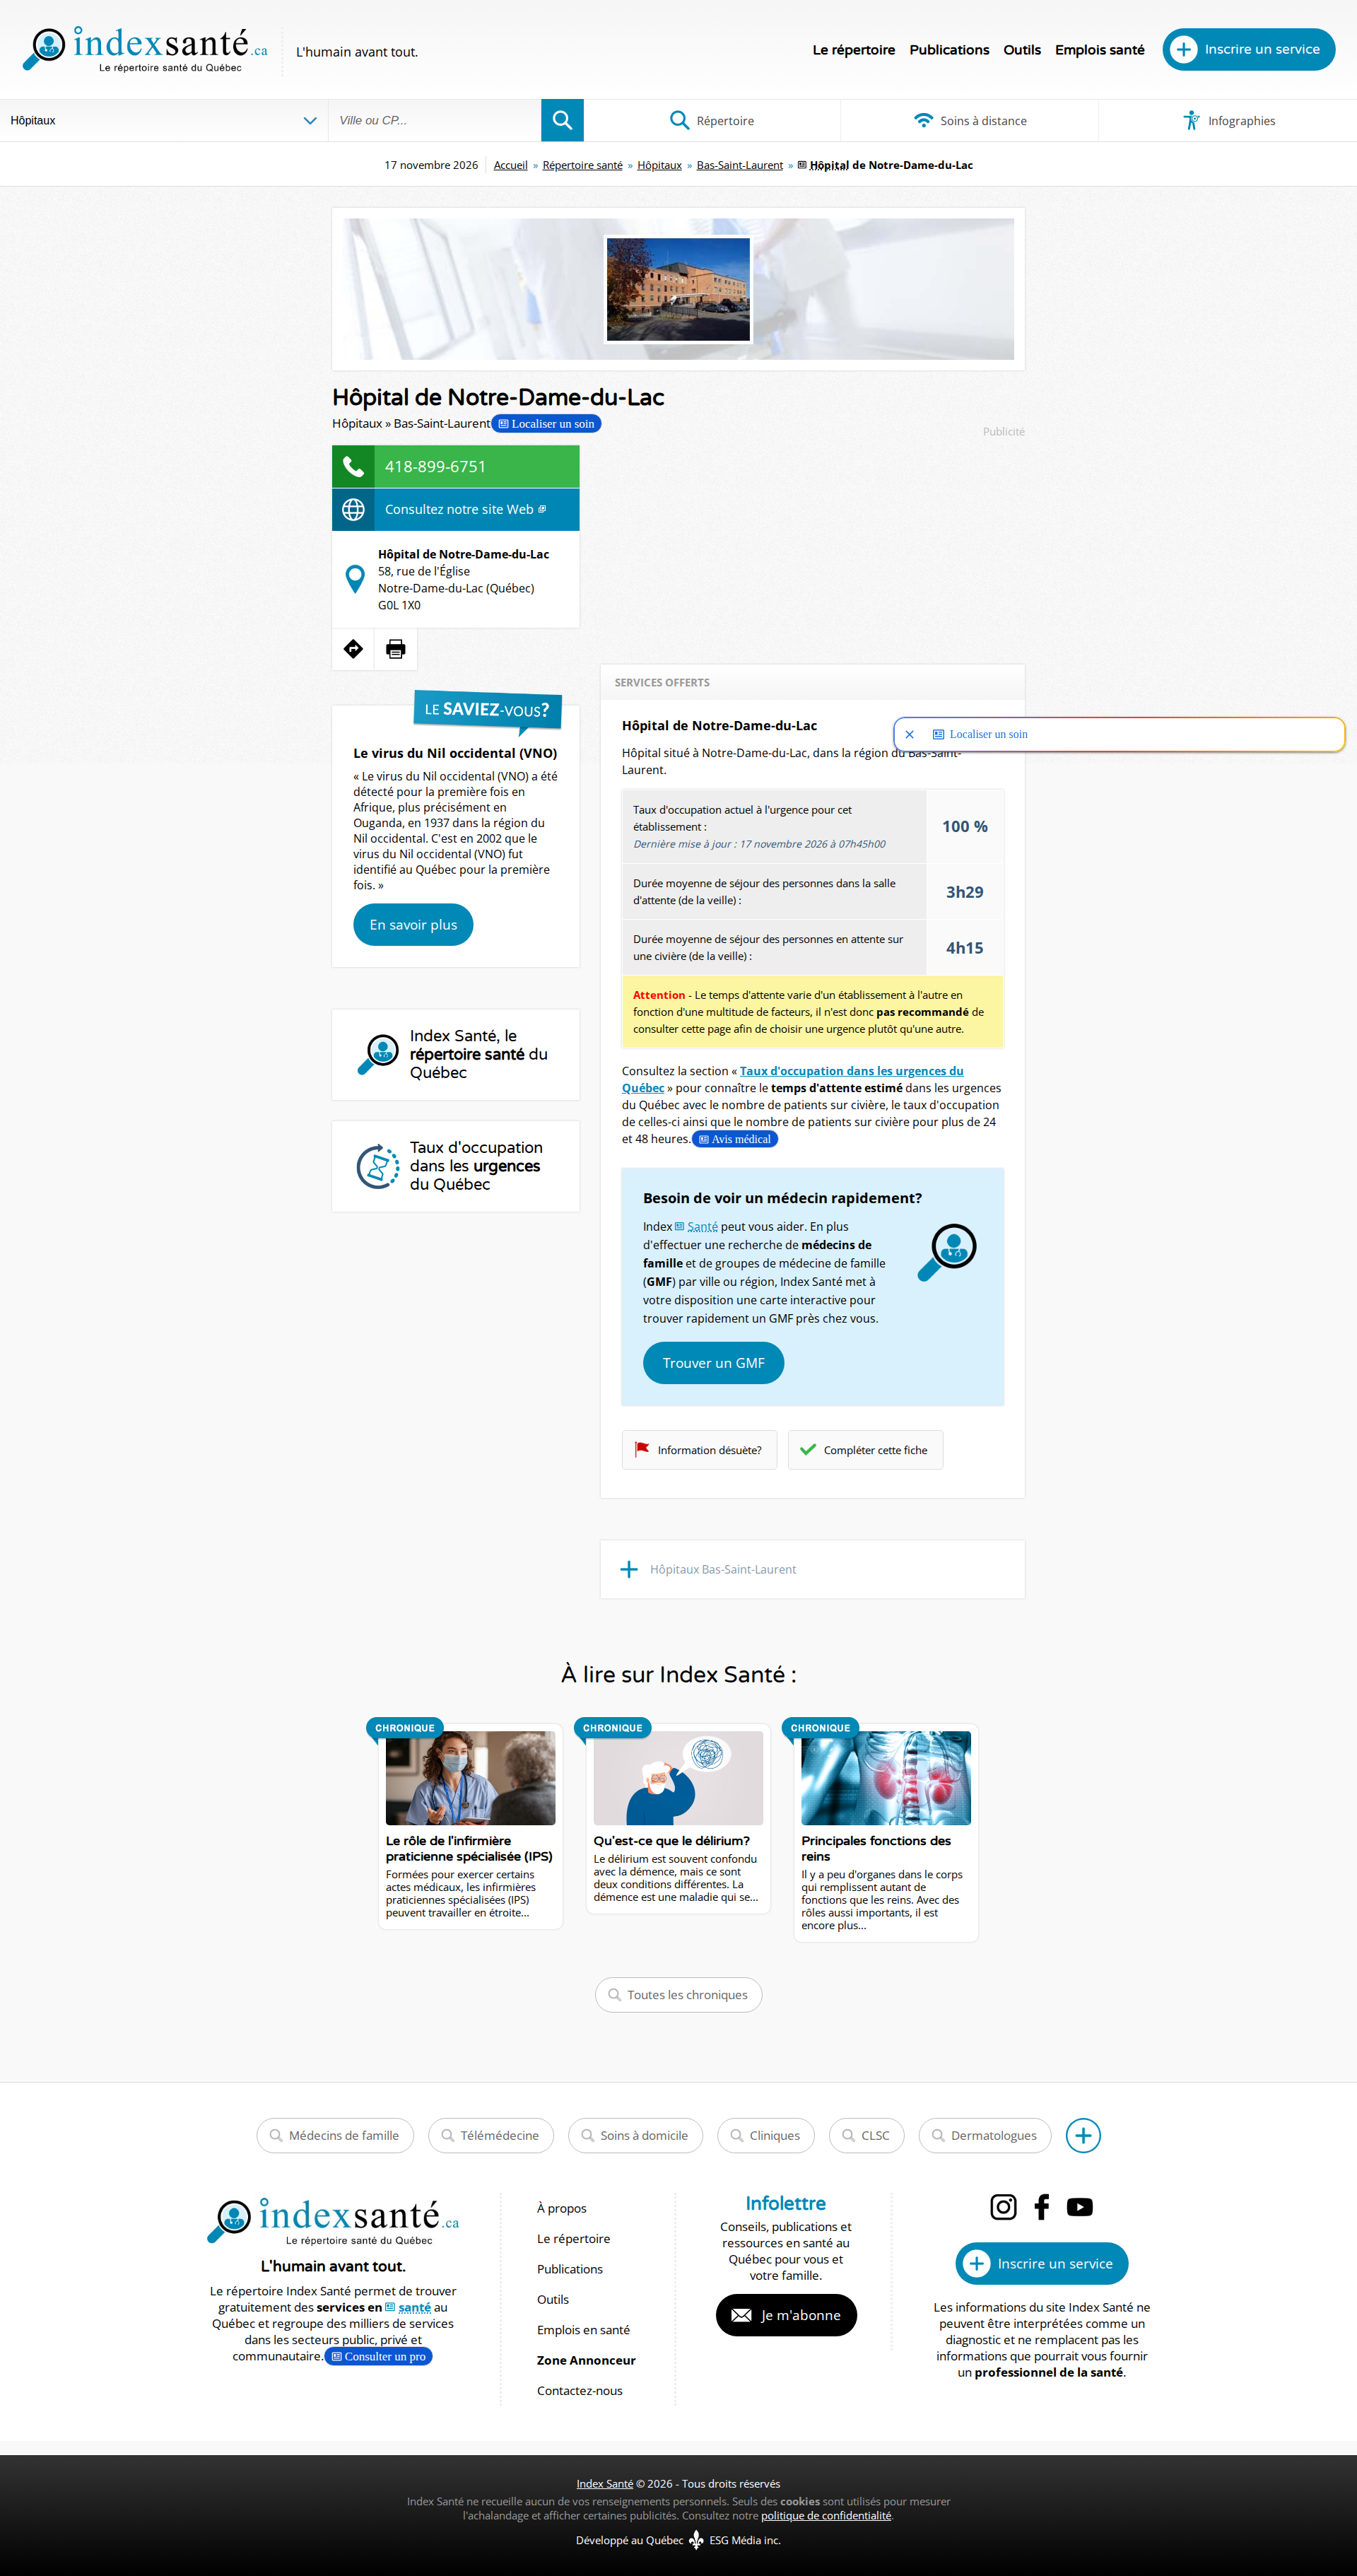 indexsanté.ca
Le répertoire santé du Québec
L'humain avant tout.
Le répertoire
Publications
Outils
Emplois santé
Inscrire un service
Hôpitaux
Ville ou CP...
Répertoire
Soins à distance
Infographies
17 novembre 2026
Accueil » Répertoire santé » Hôpitaux » Bas-Saint-Laurent » Hôpital de Notre-Dame-du-Lac
Hôpital de Notre-Dame-du-Lac
Hôpitaux » Bas-Saint-Laurent Localiser un soin
Publicité
418-899-6751
Consultez notre site Web
Hôpital de Notre-Dame-du-Lac
58, rue de l'Église
Notre-Dame-du-Lac (Québec)
G0L 1X0
LE SAVIEZ-VOUS?
Le virus du Nil occidental (VNO)
« Le virus du Nil occidental (VNO) a été
détecté pour la première fois en
Afrique, plus précisément en
Ouganda, en 1937 dans la région du
Nil occidental. C'est en 2002 que le
virus du Nil occidental (VNO) fut
identifié au Québec pour la première
fois. »
En savoir plus
Index Santé, le
répertoire santé du
Québec
Taux d'occupation
dans les urgences
du Québec
SERVICES OFFERTS
Hôpital de Notre-Dame-du-Lac
Localiser un soin
Hôpital situé à Notre-Dame-du-Lac, dans la région du Bas-Saint-
Laurent.
Taux d'occupation actuel à l'urgence pour cet
établissement :
Dernière mise à jour : 17 novembre 2026 à 07h45h00
100 %
Durée moyenne de séjour des personnes dans la salle
d'attente (de la veille) :
3h29
Durée moyenne de séjour des personnes en attente sur
une civière (de la veille) :
4h15
Attention - Le temps d'attente varie d'un établissement à l'autre en
fonction d'une multitude de facteurs, il n'est donc pas recommandé de
consulter cette page afin de choisir une urgence plutôt qu'une autre.
Consultez la section « Taux d'occupation dans les urgences du
Québec » pour connaître le temps d'attente estimé dans les urgences
du Québec avec le nombre de patients sur civière, le taux d'occupation
de celles-ci ainsi que le nombre de patients sur civière pour plus de 24
et 48 heures. Avis médical
Besoin de voir un médecin rapidement?
Index Santé peut vous aider. En plus
d'effectuer une recherche de médecins de
famille et de groupes de médecine de famille
(GMF) par ville ou région, Index Santé met à
votre disposition une carte interactive pour
trouver rapidement un GMF près chez vous.
Trouver un GMF
Information désuète?
Compléter cette fiche
Hôpitaux Bas-Saint-Laurent
À lire sur Index Santé :
CHRONIQUE
Le rôle de l'infirmière
praticienne spécialisée (IPS)
Formées pour exercer certains
actes médicaux, les infirmières
praticiennes spécialisées (IPS)
peuvent travailler en étroite...
CHRONIQUE
Qu'est-ce que le délirium?
Le délirium est souvent confondu
avec la démence, mais ce sont
deux conditions différentes. La
démence est une maladie qui se...
CHRONIQUE
Principales fonctions des
reins
Il y a peu d'organes dans le corps
qui remplissent autant de
fonctions que les reins. Avec des
rôles aussi importants, il est
encore plus...
Toutes les chroniques
Médecins de famille
Télémédecine
Soins à domicile
Cliniques
CLSC
Dermatologues
indexsanté.ca
Le répertoire santé du Québec
L'humain avant tout.
Le répertoire Index Santé permet de trouver
gratuitement des services en santé au
Québec et regroupe des milliers de services
dans les secteurs public, privé et
communautaire. Consulter un pro
À propos
Le répertoire
Publications
Outils
Emplois en santé
Zone Annonceur
Contactez-nous
Infolettre
Conseils, publications et
ressources en santé au
Québec pour vous et
votre famille.
Je m'abonne
Inscrire un service
Les informations du site Index Santé ne
peuvent être interprétées comme un
diagnostic et ne remplacent pas les
informations que pourrait vous fournir
un professionnel de la santé.
Index Santé © 2026 - Tous droits réservés
Index Santé ne recueille aucun de vos renseignements personnels. Seuls des cookies sont utilisés pour mesurer
l'achalandage et afficher certaines publicités. Consultez notre politique de confidentialité.
Développé au Québec ESG Média inc.